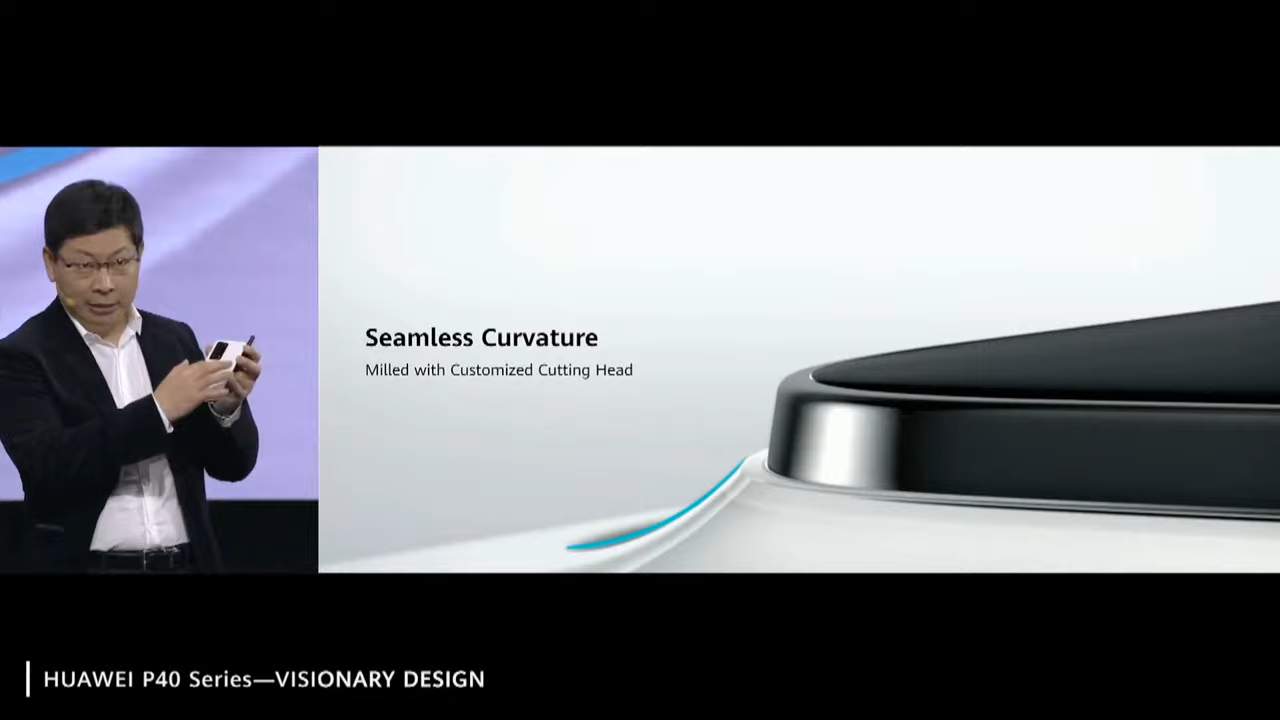 Seamless Curvature
Milled with Customized Cutting Head
HUAWEI P40 Series—VISIONARY DESIGN